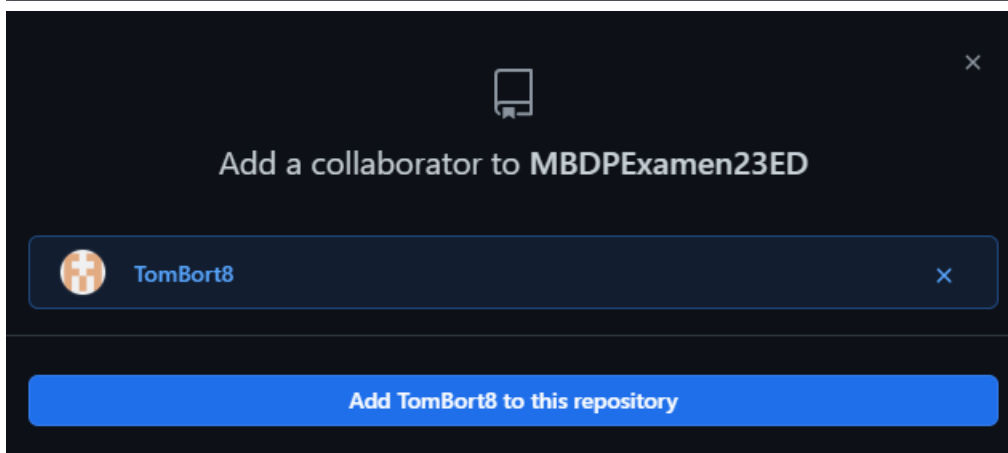 Add a collaborator to MBDPExamen23ED
TomBort8
Add TomBort8 to this repository